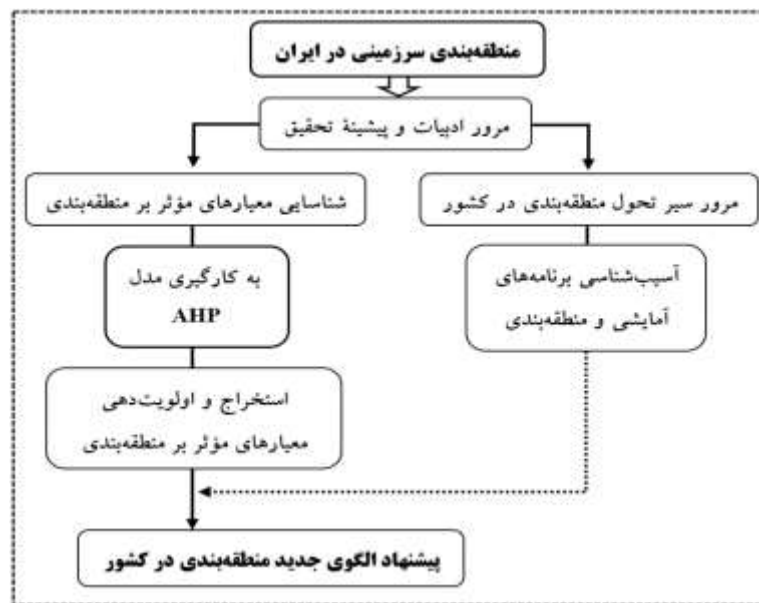 منطقه‌بندی سرزمینی در ایران
مرور ادبیات و پیشینهٔ تحقیق
مرور سیر تحول منطقه‌بندی در کشور
شناسایی معیارهای مؤثر بر منطقه‌بندی
آسیب‌شناسی برنامه‌های
آمایشی و منطقه‌بندی
به کارگیری مدل
AHP
استخراج و اولویت‌دهی
معیارهای مؤثر بر منطقه‌بندی
پیشنهاد الگوی جدید منطقه‌بندی در کشور